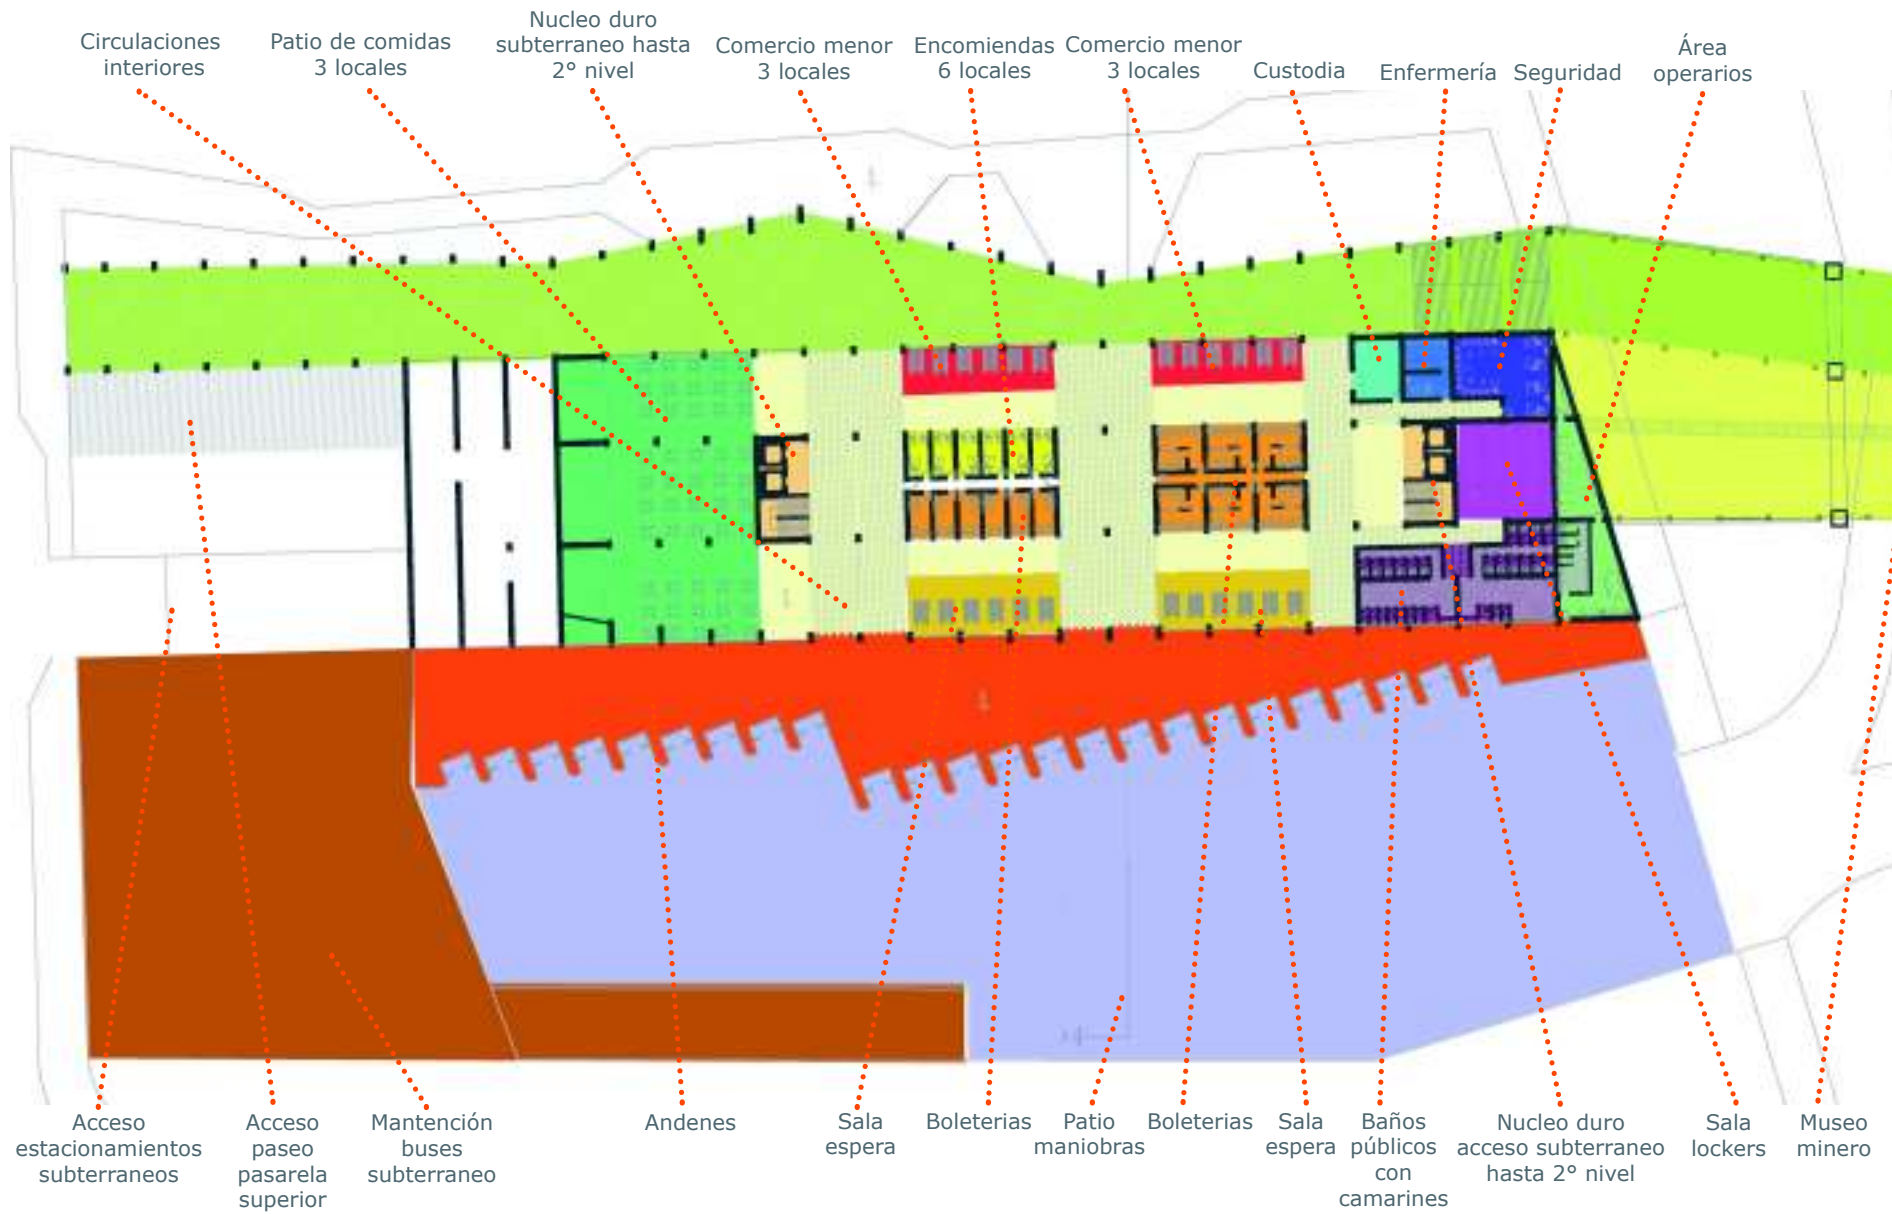 Circulaciones
interiores
Patio de comidas
3 locales
Nucleo duro
subterraneo hasta
2° nivel
Comercio menor
3 locales
Encomiendas
6 locales
Comercio menor
3 locales
Custodia
Enfermería
Seguridad
Área
operarios
Acceso
estacionamientos
subterraneos
Acceso
paseo
pasarela
superior
Mantención
buses
subterraneo
Andenes
Sala
espera
Boleterias
Patio
maniobras
Boleterias
Sala
espera
Baños
públicos
con
camarines
Nucleo duro
acceso subterraneo
hasta 2° nivel
Sala
lockers
Museo
minero